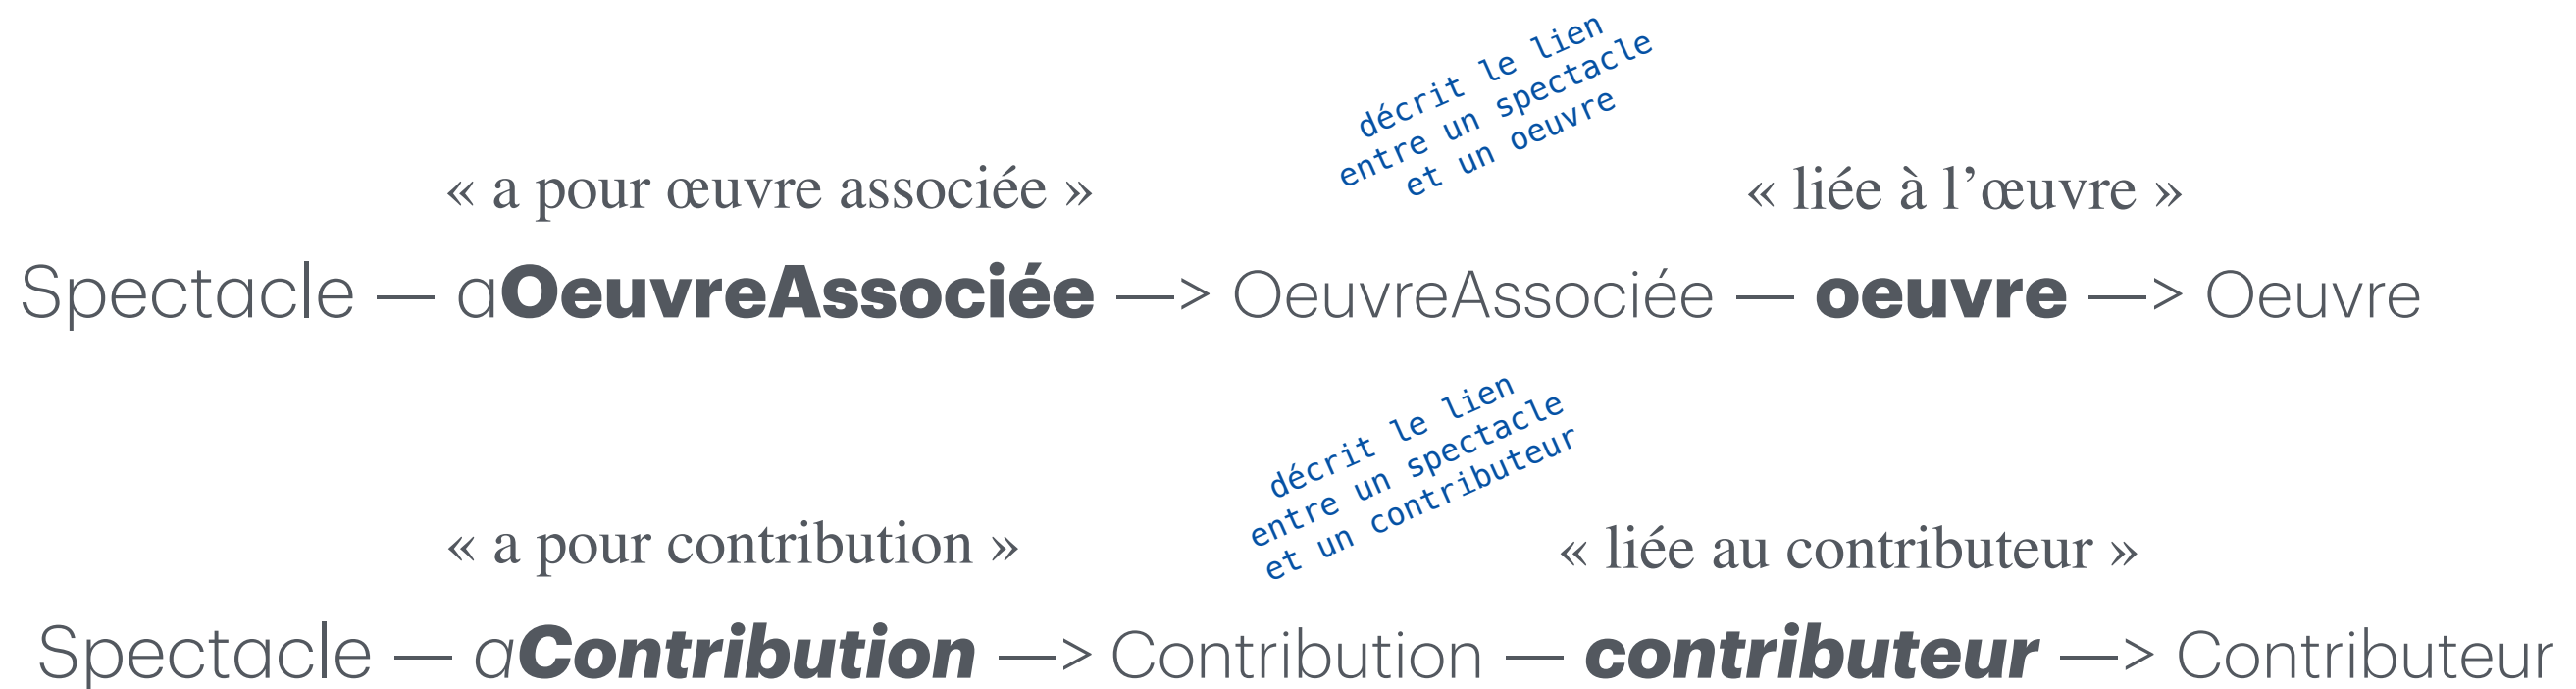 décrit le lien
entre un spectacle
et un oeuvre
« a pour œuvre associée »
« liée à l’œuvre »
Spectacle — aOeuvreAssociée —> OeuvreAssociée — oeuvre —> Oeuvre
décrit le lien
entre un spectacle
et un contributeur
« a pour contribution »
« liée au contributeur »
Spectacle — aContribution —> Contribution — contributeur —> Contributeur